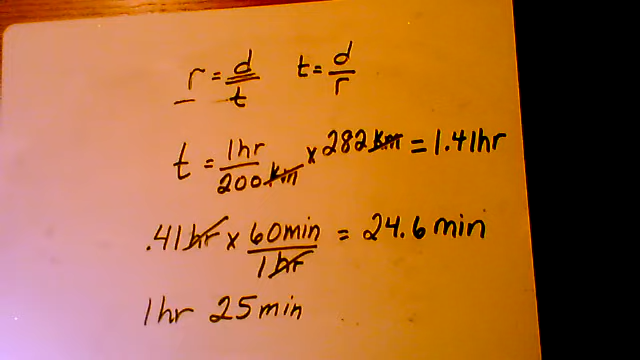 r = d/t t = d/r
t = 1hr/200km × 282km = 1.41hr
.41hr × 60min/1hr = 24.6 min
1hr 25min